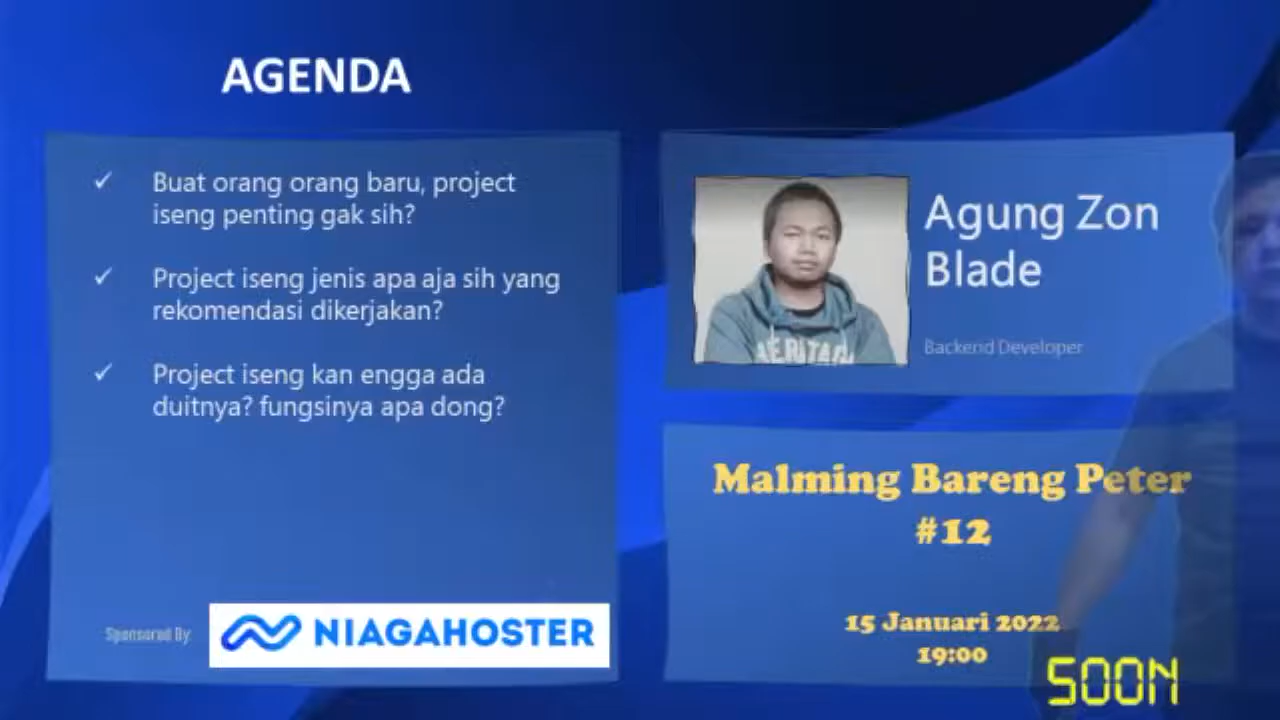 AGENDA
✓ Buat orang orang baru, project
iseng penting gak sih?
✓ Project iseng jenis apa aja sih yang
rekomendasi dikerjakan?
✓ Project iseng kan engga ada
duitnya? fungsinya apa dong?
Sponsored By
NIAGAHOSTER
HERITAG
Agung Zon
Blade
Backend Developer
Malming Bareng Peter
#12
15 Januari 2022
19:00
SOON